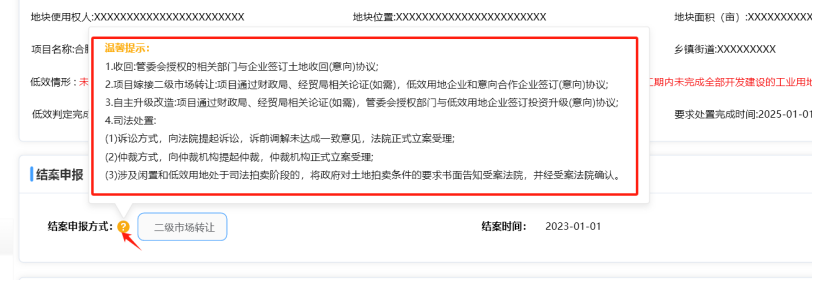 地块使用权人:XXXXXXXXXXXXXXXXXXXXXXX 地块位置:XXXXXXXXXXXXXXXXXXXXXXX 地块面积（亩）:XXXXXXXXXX
项目名称:合 乡镇街道:XXXXXXXXX
温馨提示：
1.收回:管委会授权的相关部门与企业签订土地收回(意向)协议;
2.项目嫁接二级市场转让:项目通过财政局、经贸局相关论证(如需)，低效用地企业和意向合作企业签订(意向)协议;
3.自主升级改造:项目通过财政局、经贸局相关论证(如需)，管委会授权部门与低效用地企业签订投资升级(意向)协议;
4.司法处置:
(1)诉讼方式，向法院提起诉讼，诉前调解未达成一致意见，法院正式立案受理;
(2)仲裁方式，向仲裁机构提起仲裁，仲裁机构正式立案受理;
(3)涉及闲置和低效用地处于司法拍卖阶段的，将政府对土地拍卖条件的要求书面告知受案法院，并经受案法院确认。
低效情形：未 期内未完成全部开发建设的工业用地
低效判定完成 要求处置完成时间:2025-01-01
结案申报
结案申报方式: ? 二级市场转让 结案时间: 2023-01-01